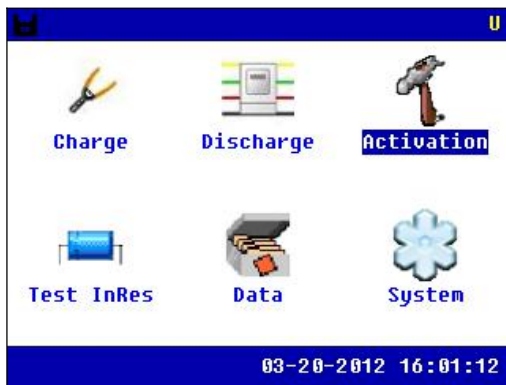 U
Charge Discharge Activation
Test InRes Data System
03-20-2012 16:01:12